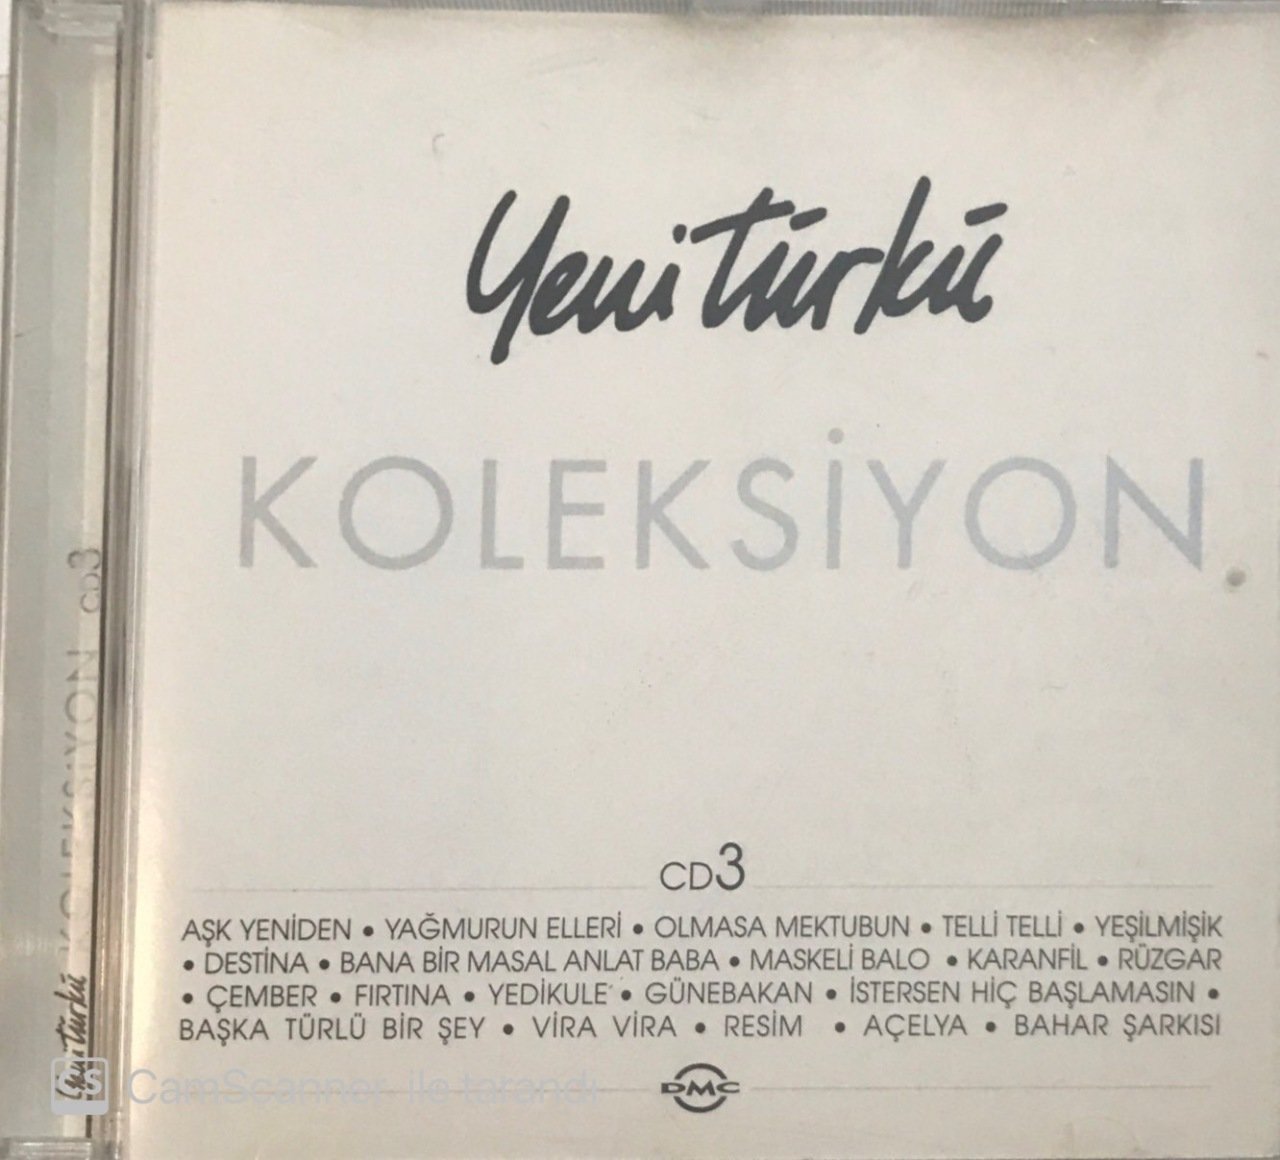 Yeni Türkü
KOLEKSİYON
CD3
AŞK YENİDEN • YAĞMURUN ELLERİ • OLMASA MEKTUBUN • TELLİ TELLİ • YEŞİLMİŞİK
• DESTİNA • BANA BİR MASAL ANLAT BABA • MASKELİ BALO • KARANFİL • RÜZGAR
• ÇEMBER • FIRTINA • YEDİKULE • GÜNEBAKAN • İSTERSEN HİÇ BAŞLAMASIN •
BAŞKA TÜRLÜ BİR ŞEY • VİRA VİRA • RESİM • AÇELYA • BAHAR ŞARKISI
DMC
Yeni Türkü KOLEKSİYON CD3
CS CamScanner ile tarandı